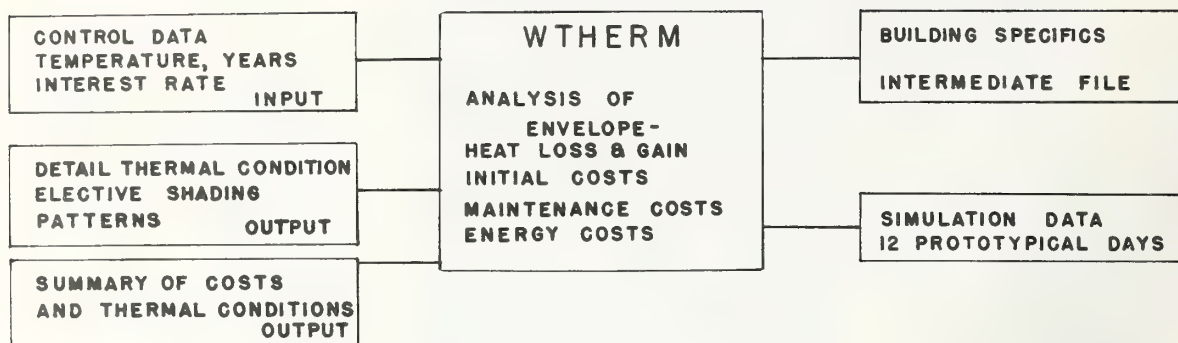 CONTROL DATA
TEMPERATURE, YEARS
INTEREST RATE
INPUT
DETAIL THERMAL CONDITION
ELECTIVE SHADING
PATTERNS OUTPUT
SUMMARY OF COSTS
AND THERMAL CONDITIONS
OUTPUT
WTHERM
ANALYSIS OF
ENVELOPE-
HEAT LOSS & GAIN
INITIAL COSTS
MAINTENANCE COSTS
ENERGY COSTS
BUILDING SPECIFICS
INTERMEDIATE FILE
SIMULATION DATA
12 PROTOTYPICAL DAYS